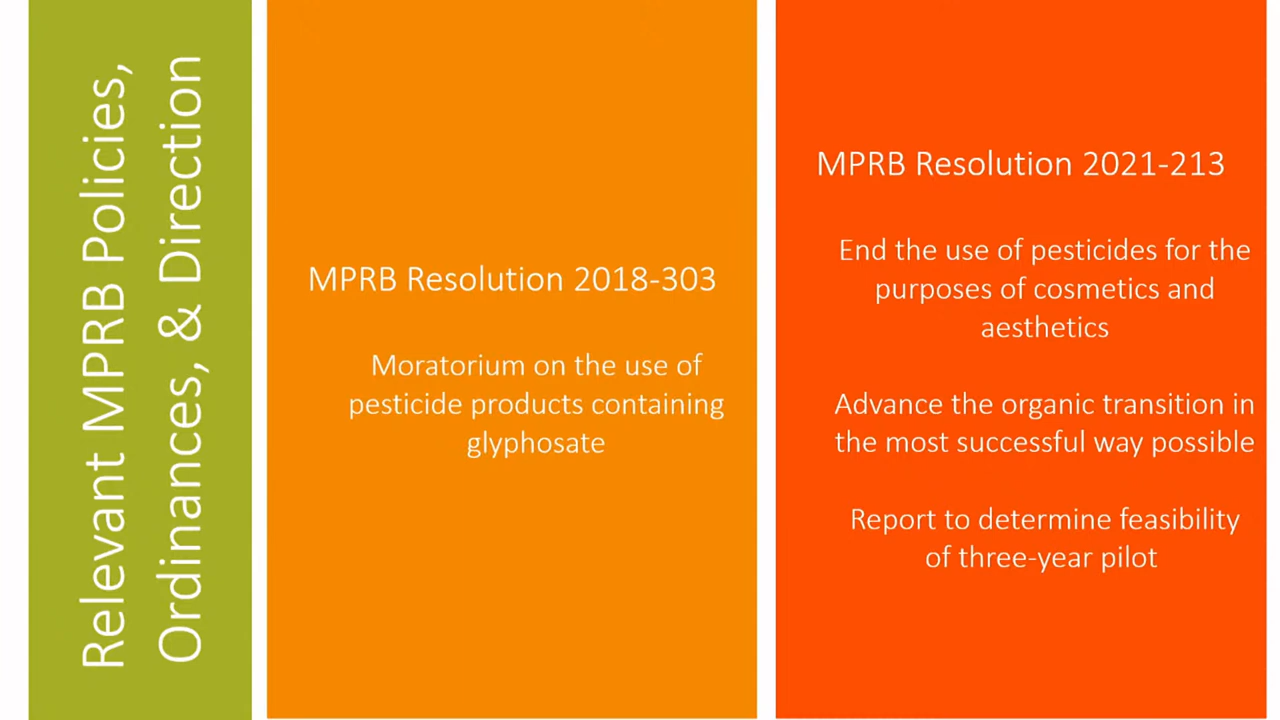 Relevant MPRB Policies,
Ordinances, & Direction
MPRB Resolution 2018-303
Moratorium on the use of
pesticide products containing
glyphosate
MPRB Resolution 2021-213
End the use of pesticides for the
purposes of cosmetics and
aesthetics
Advance the organic transition in
the most successful way possible
Report to determine feasibility
of three-year pilot